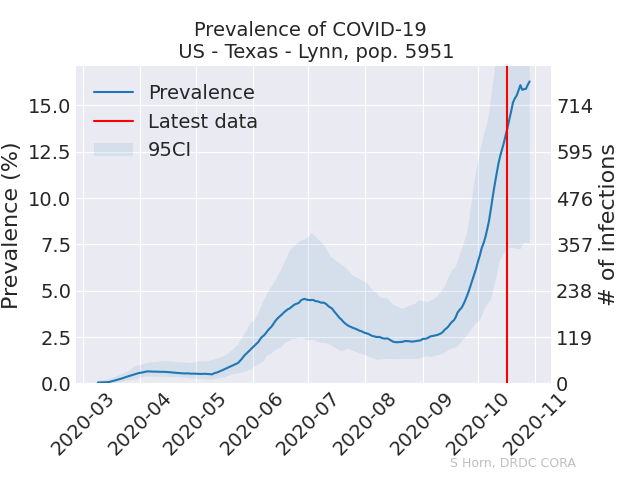 Prevalence of COVID-19
US - Texas - Lynn, pop. 5951
Prevalence (%)
15.0
12.5
10.0
7.5
5.0
2.5
0.0
Prevalence
Latest data
95CI
714
595
476
357
238
119
0
# of infections
2020-03
2020-04
2020-05
2020-06
2020-07
2020-08
2020-09
2020-10
2020-11
S Horn, DRDC CORA